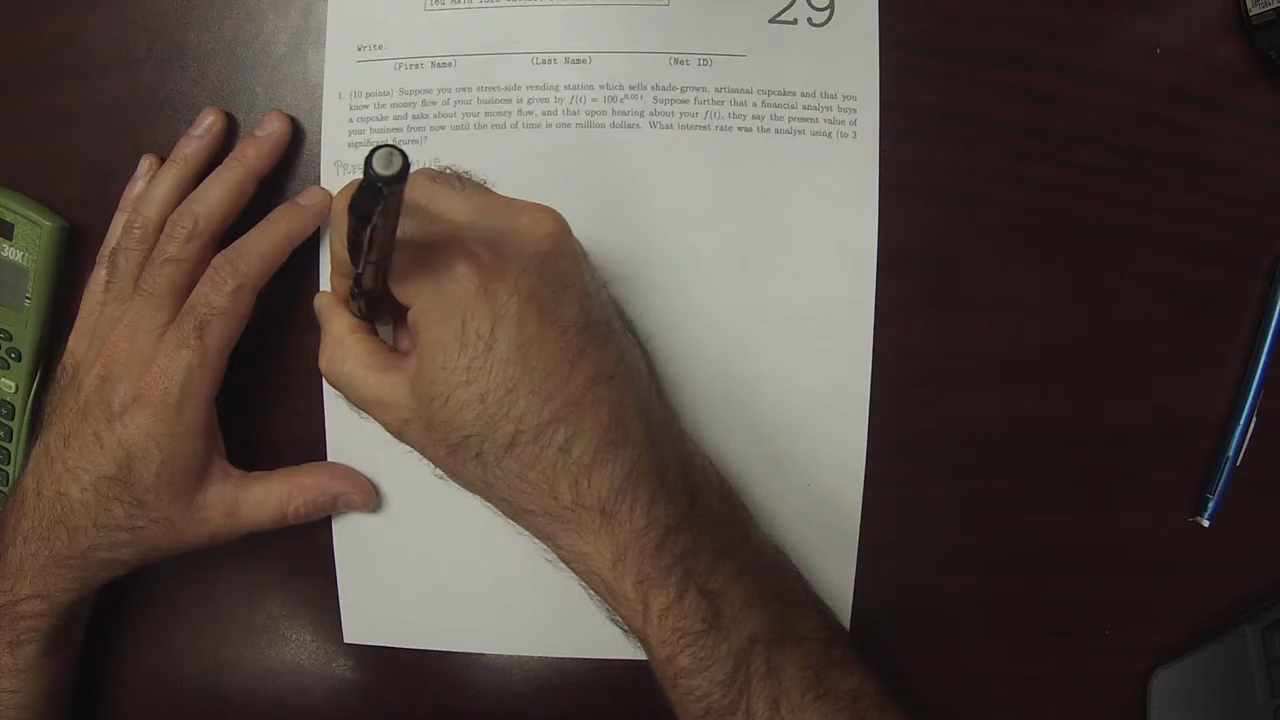 29
Write:
(First Name) (Last Name) (Net ID)
1. (10 points) Suppose you own street-side vending station which sells shade-grown, artisanal cupcakes and that you
know the money flow of your business is given by f(t) = 100 e^{0.05 t}. Suppose further that a financial analyst buys
a cupcake and asks about your money flow, and that upon hearing about your f(t), they say the present value of
your business from now until the end of time is one million dollars. What interest rate was the analyst using (to 3
significant figures)?
30X